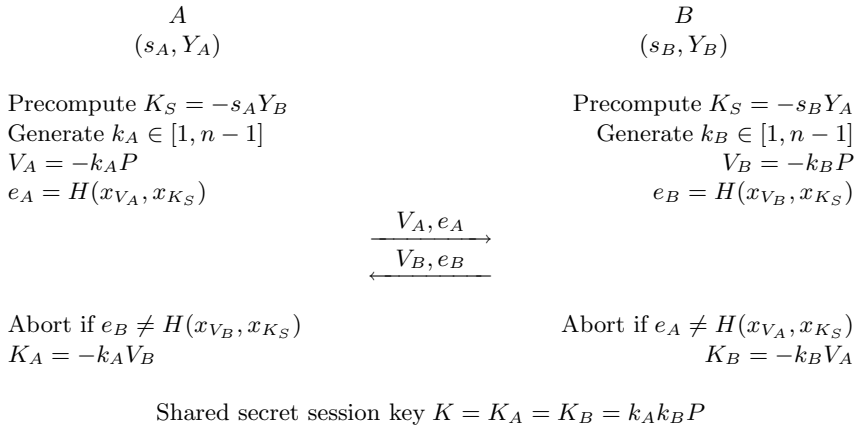 A B
(s_A, Y_A) (s_B, Y_B)
Precompute K_S = −s_A Y_B Precompute K_S = −s_B Y_A
Generate k_A ∈ [1, n − 1] Generate k_B ∈ [1, n − 1]
V_A = −k_A P V_B = −k_B P
e_A = H(x_{V_A}, x_{K_S}) e_B = H(x_{V_B}, x_{K_S})
V_A, e_A
V_B, e_B
Abort if e_B ≠ H(x_{V_B}, x_{K_S}) Abort if e_A ≠ H(x_{V_A}, x_{K_S})
K_A = −k_A V_B K_B = −k_B V_A
Shared secret session key K = K_A = K_B = k_A k_B P